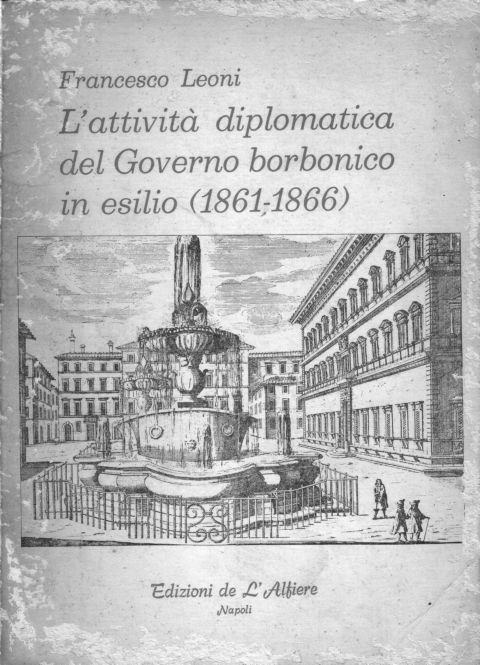 Francesco Leoni
L'attività diplomatica
del Governo borbonico
in esilio (1861-1866)
Edizioni de L'Alfiere
Napoli